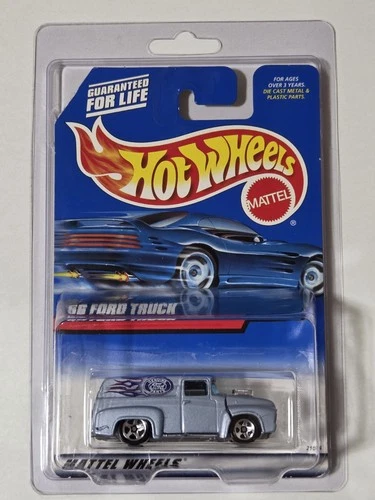 GUARANTEED
FOR LIFE
FOR AGES
OVER 3 YEARS.
DIE CAST METAL &
PLASTIC PARTS.
HOT WHEELS
MATTEL
®
56 FORD TRUCK
MATTEL WHEELS